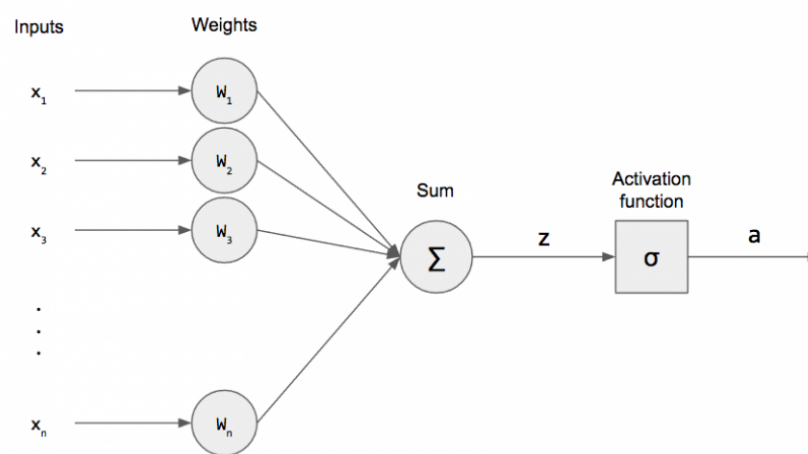 Inputs
Weights
x₁
W₁
x₂
W₂
Sum
Activation
function
x₃
W₃
Σ
z
σ
a
.
.
.
xₙ
Wₙ